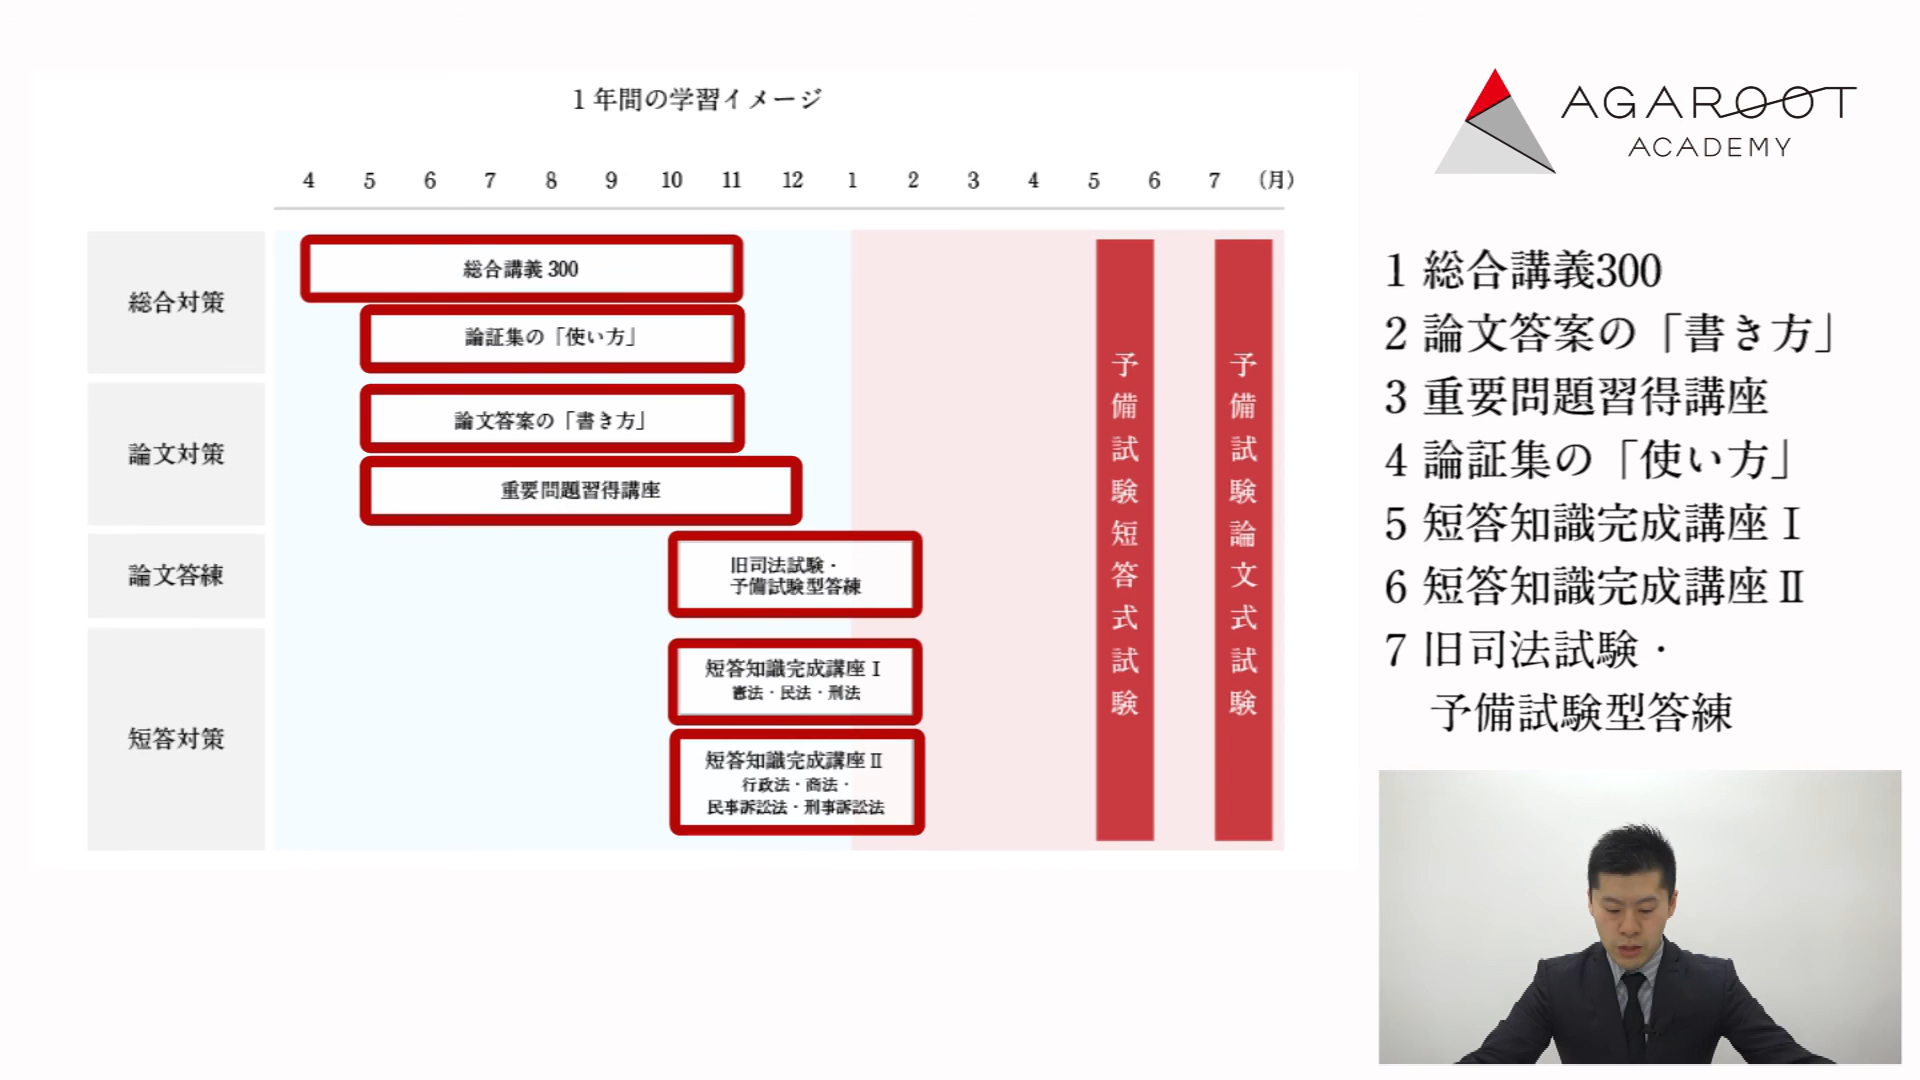 1年間の学習イメージ
4 5 6 7 8 9 10 11 12 1 2 3 4 5 6 7 (月)
総合対策
総合講義300
論証集の「使い方」
論文対策
論文答案の「書き方」
重要問題習得講座
論文答練
旧司法試験・
予備試験型答練
短答対策
短答知識完成講座Ⅰ
憲法・民法・刑法
短答知識完成講座Ⅱ
行政法・商法・
民事訴訟法・刑事訴訟法
予備試験短答式試験
予備試験論文式試験
AGAROOT
ACADEMY
1 総合講義300
2 論文答案の「書き方」
3 重要問題習得講座
4 論証集の「使い方」
5 短答知識完成講座Ⅰ
6 短答知識完成講座Ⅱ
7 旧司法試験・
予備試験型答練